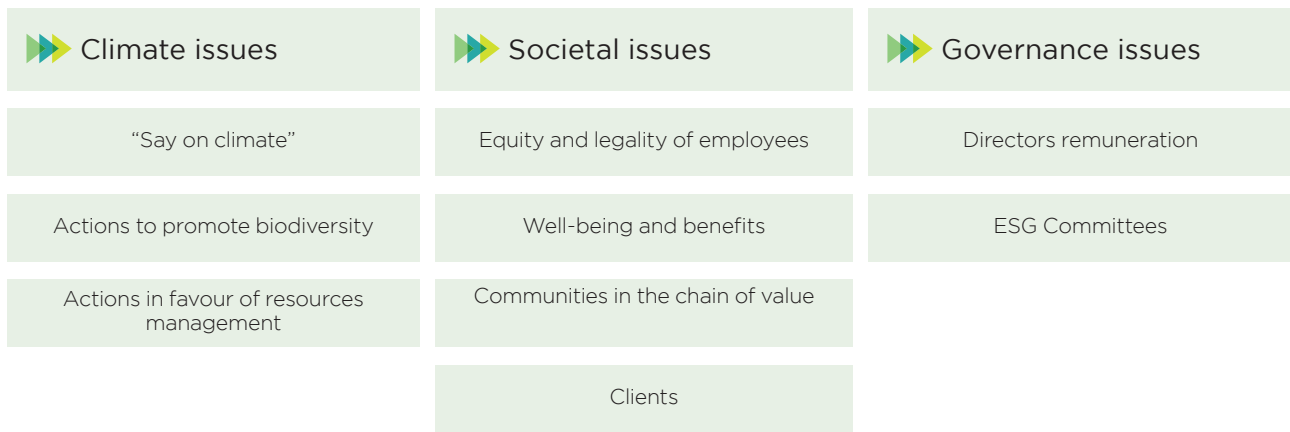 Climate issues
"Say on climate"
Actions to promote biodiversity
Actions in favour of resources
management
Societal issues
Equity and legality of employees
Well-being and benefits
Communities in the chain of value
Clients
Governance issues
Directors remuneration
ESG Committees